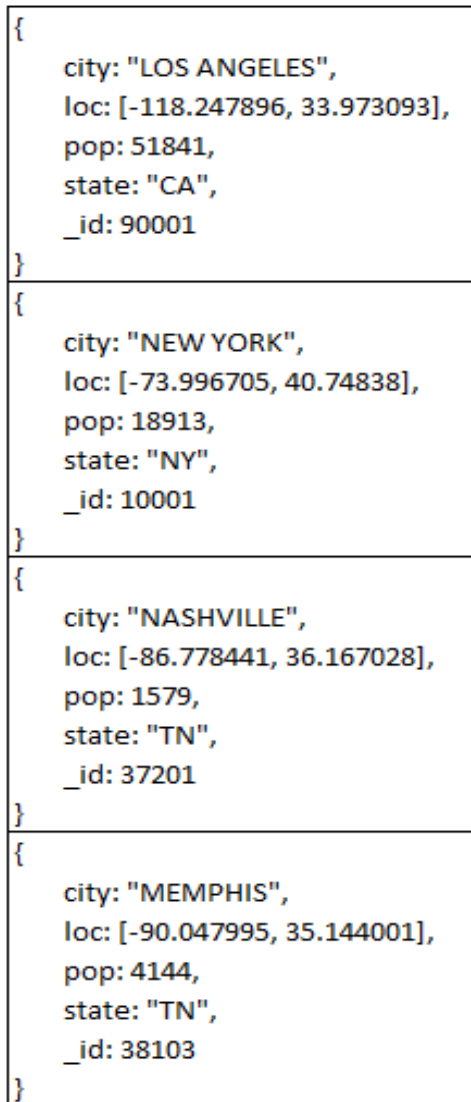 {
city: "LOS ANGELES",
loc: [-118.247896, 33.973093],
pop: 51841,
state: "CA",
_id: 90001
}
{
city: "NEW YORK",
loc: [-73.996705, 40.74838],
pop: 18913,
state: "NY",
_id: 10001
}
{
city: "NASHVILLE",
loc: [-86.778441, 36.167028],
pop: 1579,
state: "TN",
_id: 37201
}
{
city: "MEMPHIS",
loc: [-90.047995, 35.144001],
pop: 4144,
state: "TN",
_id: 38103
}